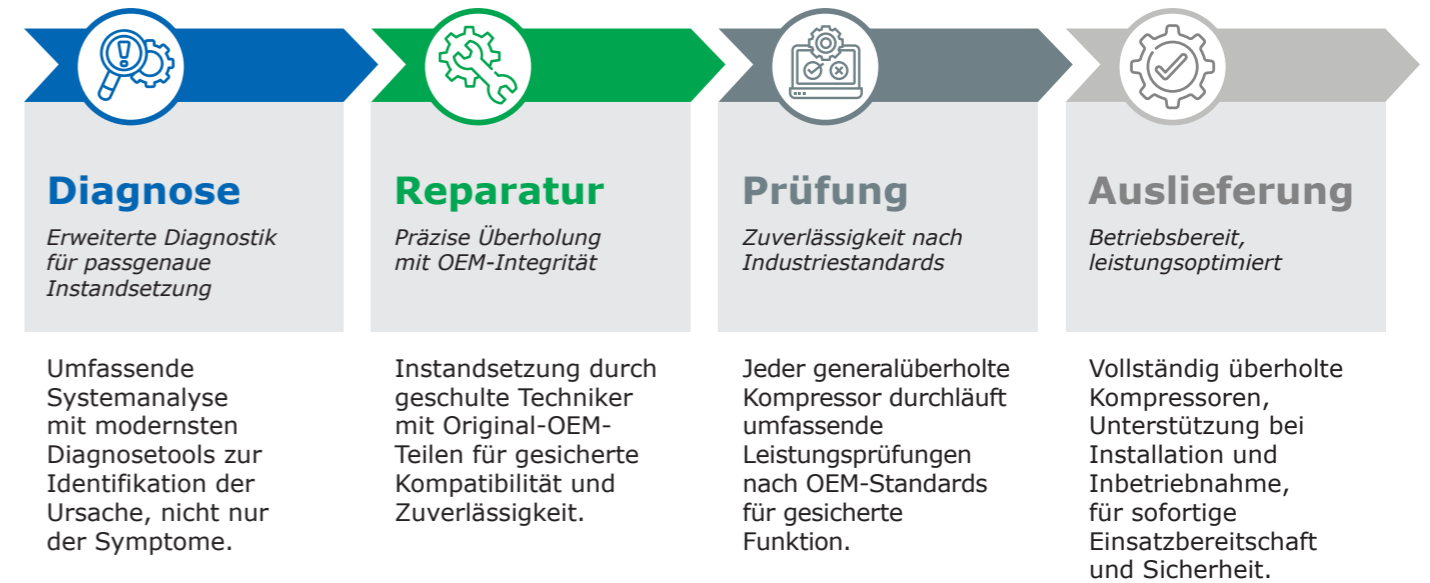 Diagnose
Erweiterte Diagnostik
für passgenaue
Instandsetzung
Umfassende
Systemanalyse
mit modernsten
Diagnosetools zur
Identifikation der
Ursache, nicht nur
der Symptome.
Reparatur
Präzise Überholung
mit OEM-Integrität
Instandsetzung durch
geschulte Techniker
mit Original-OEM-
Teilen für gesicherte
Kompatibilität und
Zuverlässigkeit.
Prüfung
Zuverlässigkeit nach
Industriestandards
Jeder generalüberholte
Kompressor durchläuft
umfassende
Leistungsprüfungen
nach OEM-Standards
für gesicherte
Funktion.
Auslieferung
Betriebsbereit,
leistungsoptimiert
Vollständig überholte
Kompressoren,
Unterstützung bei
Installation und
Inbetriebnahme,
für sofortige
Einsatzbereitschaft
und Sicherheit.